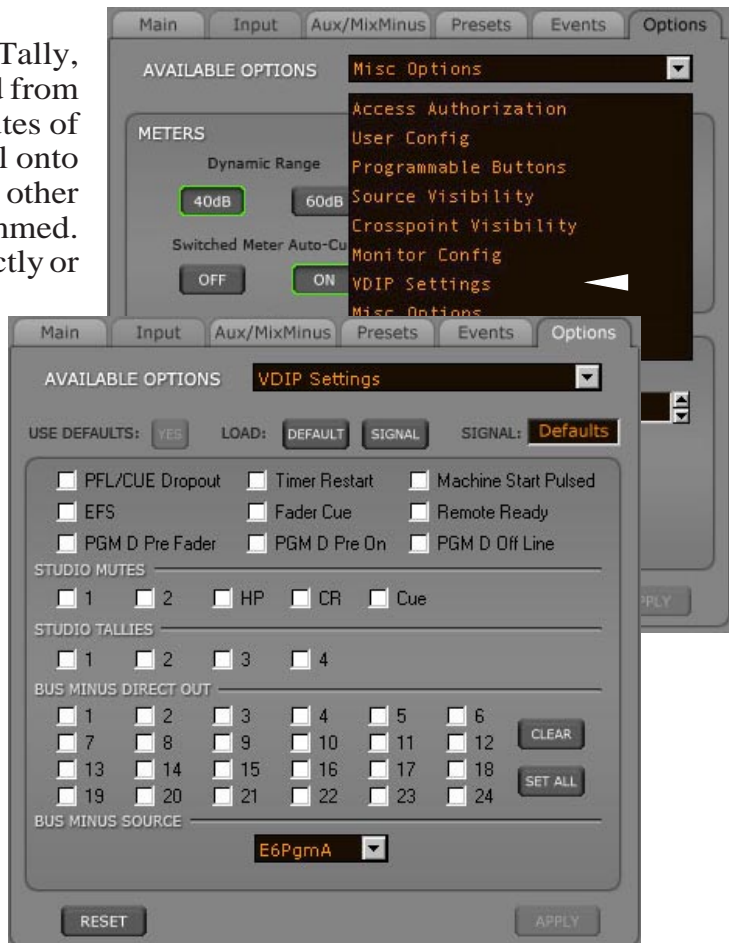 Tally,
from
tes of
l onto
other
nmed.
ctly or
Main Input Aux/MixMinus Presets Events Options
AVAILABLE OPTIONS Misc Options
Access Authorization
User Config
Programmable Buttons
Source Visibility
Crosspoint Visibility
Monitor Config
VDIP Settings
Misc Options
METERS
Dynamic Range
40dB 60dB
Switched Meter Auto-Cu
OFF ON
APPLY
Main Input Aux/MixMinus Presets Events Options
AVAILABLE OPTIONS VDIP Settings
USE DEFAULTS: YES LOAD: DEFAULT SIGNAL SIGNAL: Defaults
PFL/CUE Dropout Timer Restart Machine Start Pulsed
EFS Fader Cue Remote Ready
PGM D Pre Fader PGM D Pre On PGM D Off Line
STUDIO MUTES
1 2 HP CR Cue
STUDIO TALLIES
1 2 3 4
BUS MINUS DIRECT OUT
1 2 3 4 5 6
7 8 9 10 11 12
CLEAR
13 14 15 16 17 18
19 20 21 22 23 24
SET ALL
BUS MINUS SOURCE
E6PgmA
RESET APPLY